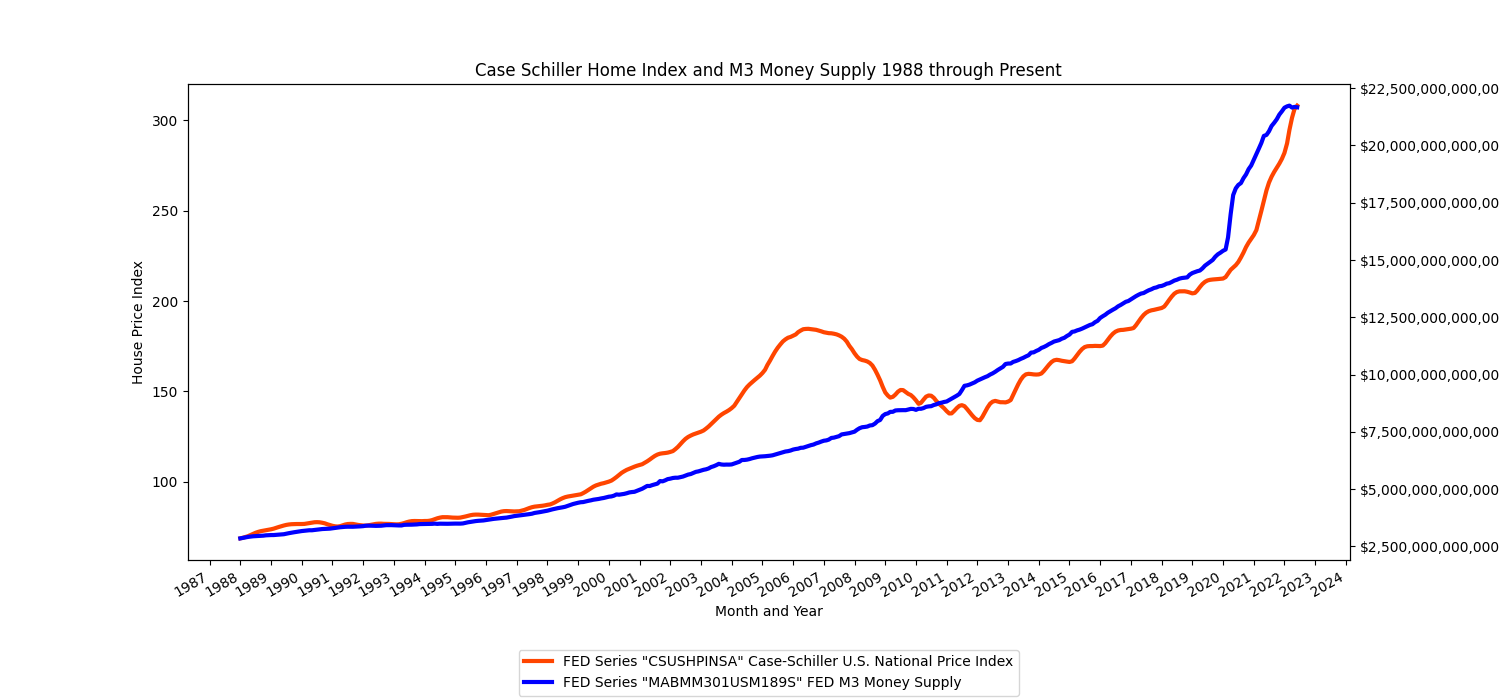 Case Schiller Home Index and M3 Money Supply 1988 through Present
300
250
200
150
100
House Price Index
$22,500,000,000,00
$20,000,000,000,00
$17,500,000,000,00
$15,000,000,000,00
$12,500,000,000,00
$10,000,000,000,00
$7,500,000,000,000
$5,000,000,000,000
$2,500,000,000,000
1987 1988 1989 1990 1991 1992 1993 1994 1995 1996 1997 1998 1999 2000 2001 2002 2003 2004 2005 2006 2007 2008 2009 2010 2011 2012 2013 2014 2015 2016 2017 2018 2019 2020 2021 2022 2023 2024
Month and Year
FED Series "CSUSHPINSA" Case-Schiller U.S. National Price Index
FED Series "MABMM301USM189S" FED M3 Money Supply